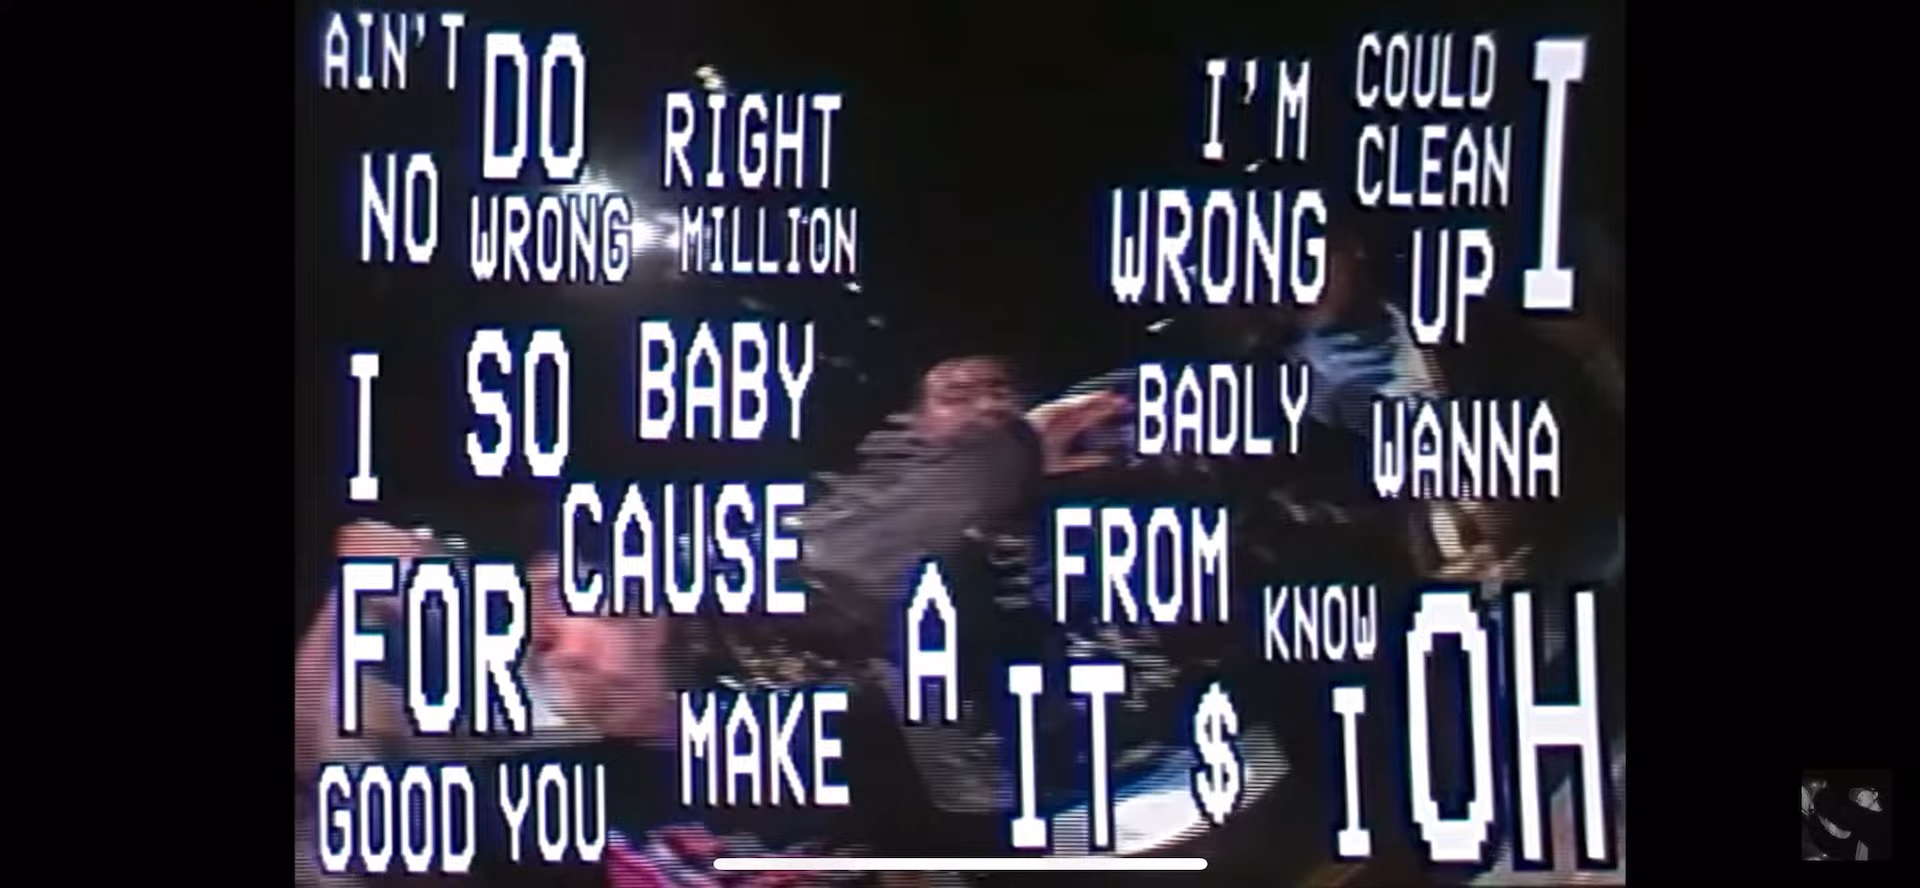 AIN'T
DO
RIGHT
NO
WRONG
MILLION
I
SO
BABY
CAUSE
FOR
MAKE
GOOD
YOU
I'M
COULD
CLEAN
UP
I
WRONG
BADLY
WANNA
FROM
A
KNOW
IT
$
I
OH